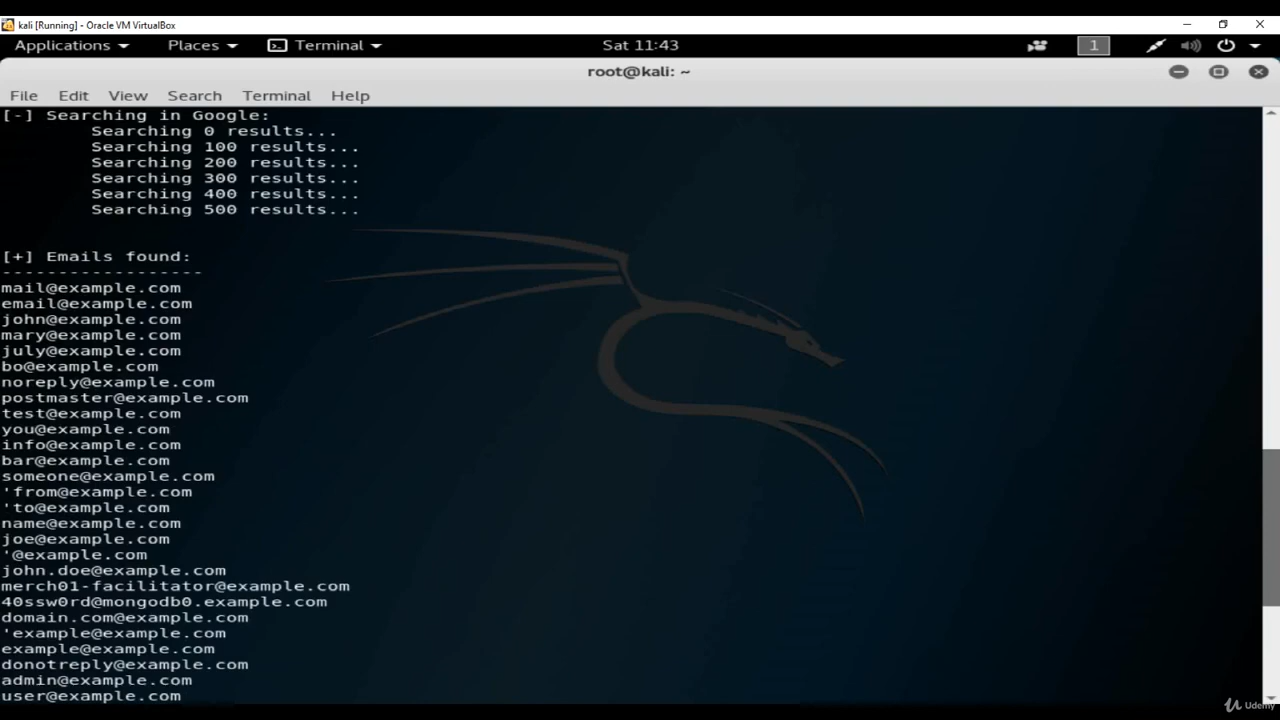 kali [Running] - Oracle VM VirtualBox
Applications Places Terminal Sat 11:43 1
root@kali: ~
File Edit View Search Terminal Help
[-] Searching in Google:
Searching 0 results...
Searching 100 results...
Searching 200 results...
Searching 300 results...
Searching 400 results...
Searching 500 results...
[+] Emails found:
------------------
mail@example.com
email@example.com
john@example.com
mary@example.com
july@example.com
bo@example.com
noreply@example.com
postmaster@example.com
test@example.com
you@example.com
info@example.com
bar@example.com
someone@example.com
'from@example.com
'to@example.com
name@example.com
joe@example.com
'@example.com
john.doe@example.com
merch01-facilitator@example.com
40ssw0rd@mongodb0.example.com
domain.com@example.com
'example@example.com
example@example.com
donotreply@example.com
admin@example.com
user@example.com
Udemy